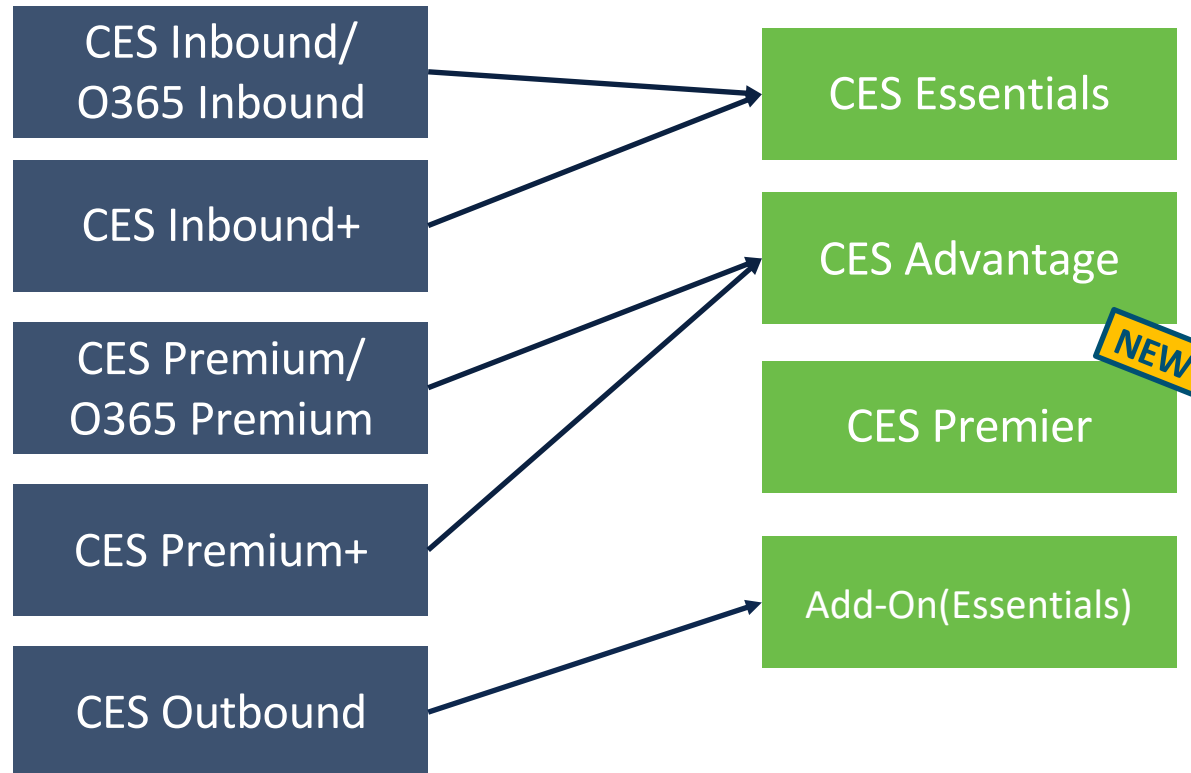 CES Inbound/
O365 Inbound
CES Inbound+
CES Premium/
O365 Premium
CES Premium+
CES Outbound
CES Essentials
CES Advantage
NEW
CES Premier
Add-On(Essentials)